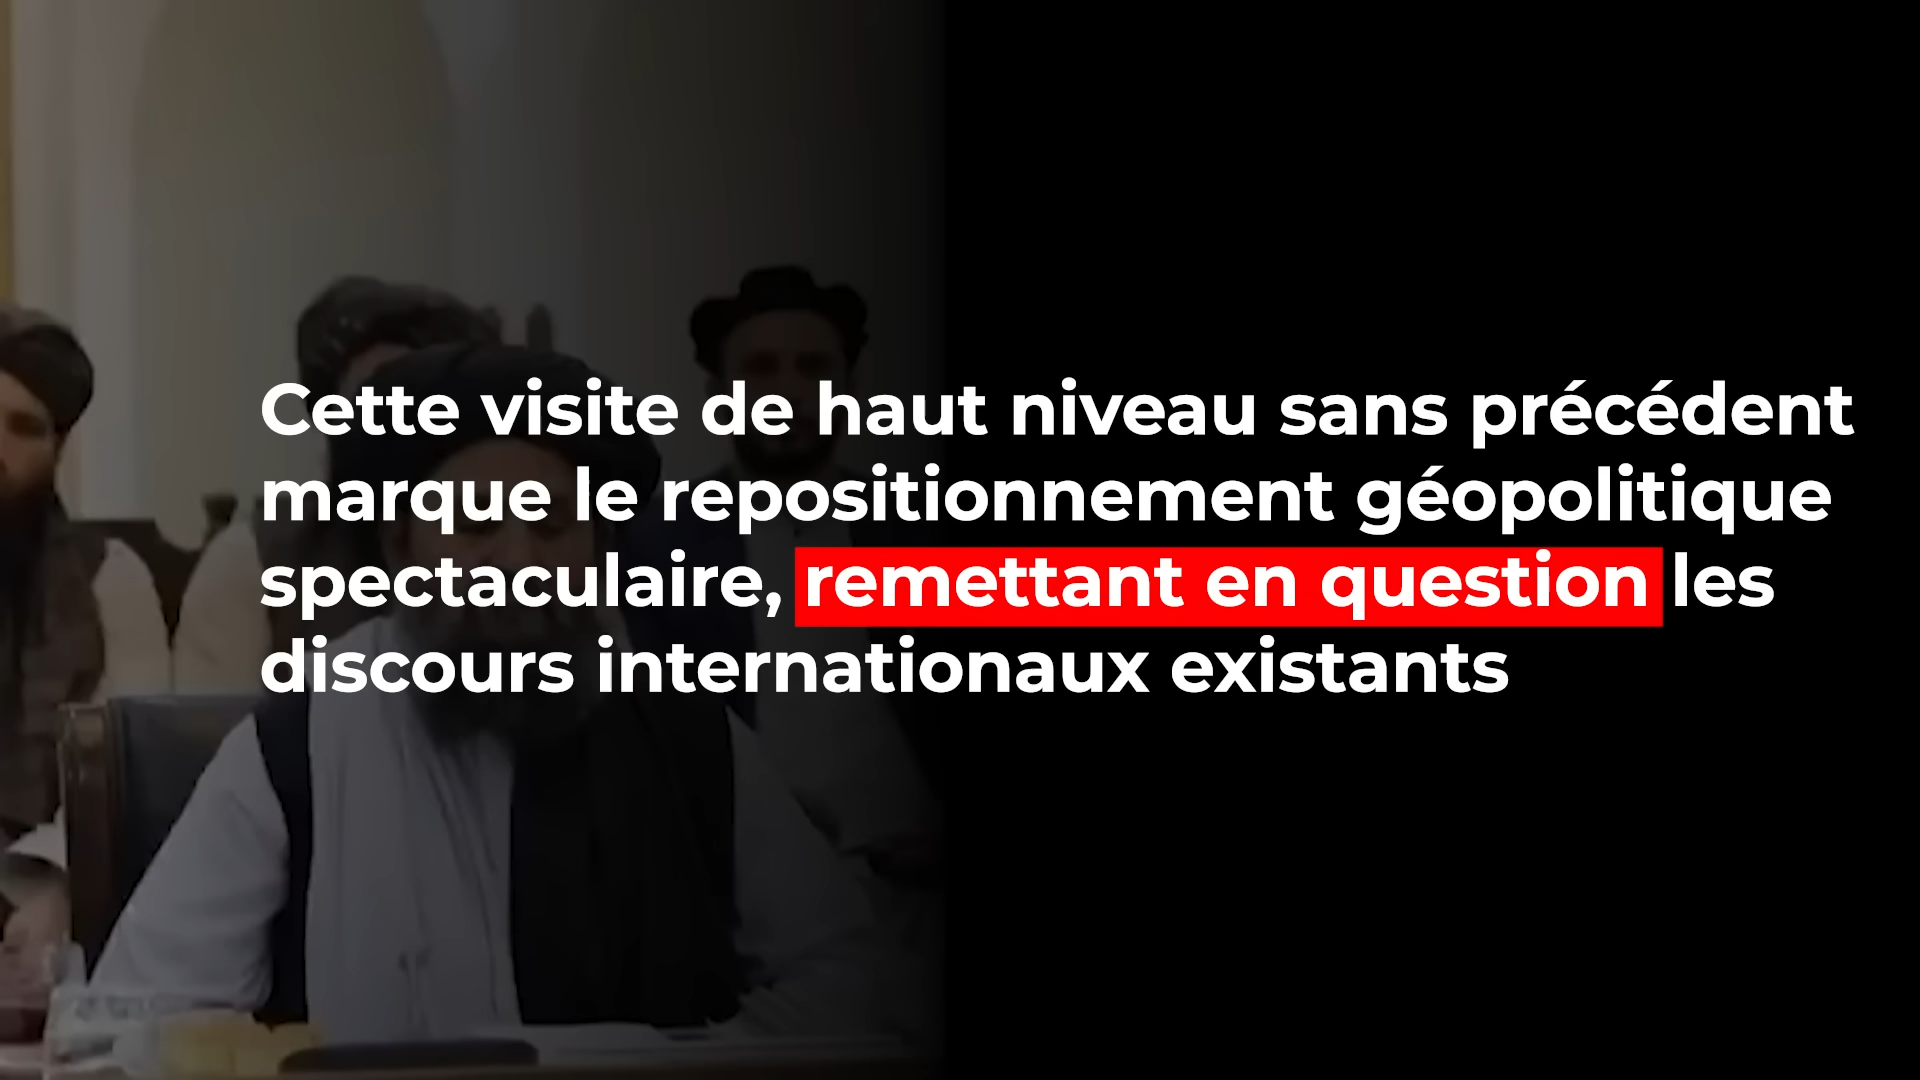 Cette visite de haut niveau sans précédent
marque le repositionnement géopolitique
spectaculaire, remettant en question les
discours internationaux existants